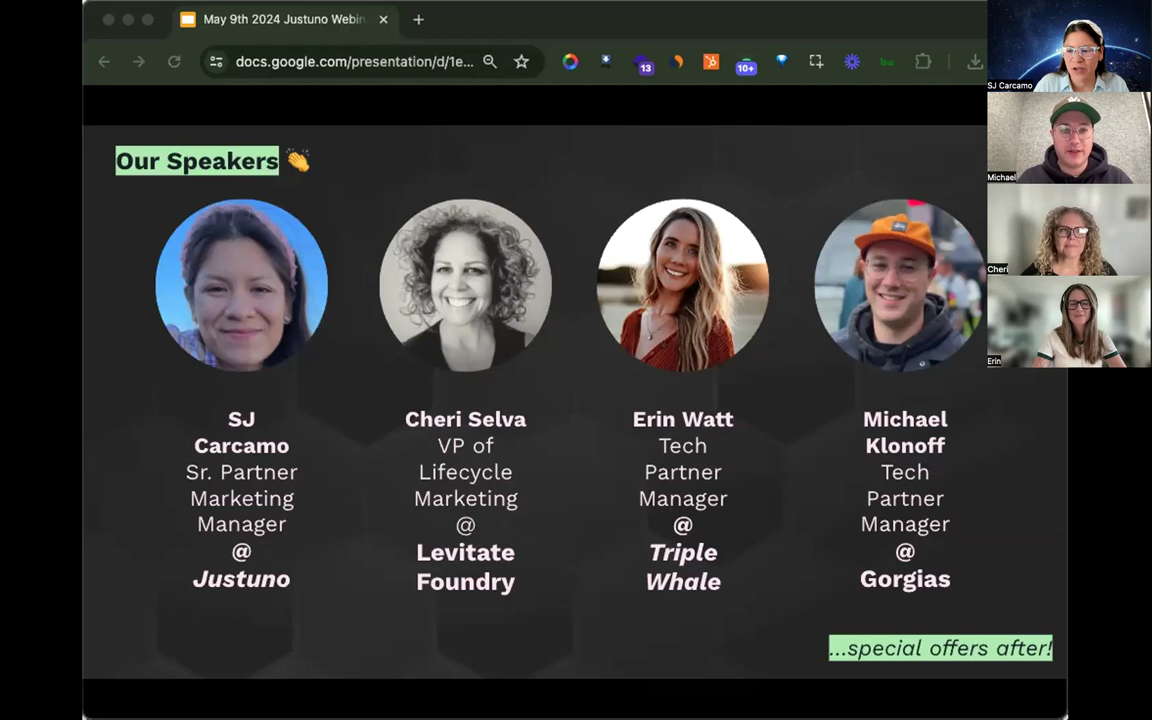 May 9th 2024 Justuno Webin
docs.google.com/presentation/d/1e...
13
10+
SJ Carcamo
Michael
Cheri
Erin
Our Speakers 👏
SJ
Carcamo
Sr. Partner
Marketing
Manager
@
Justuno
Cheri Selva
VP of
Lifecycle
Marketing
@
Levitate
Foundry
Erin Watt
Tech
Partner
Manager
@
Triple
Whale
Michael
Klonoff
Tech
Partner
Manager
@
Gorgias
...special offers after!